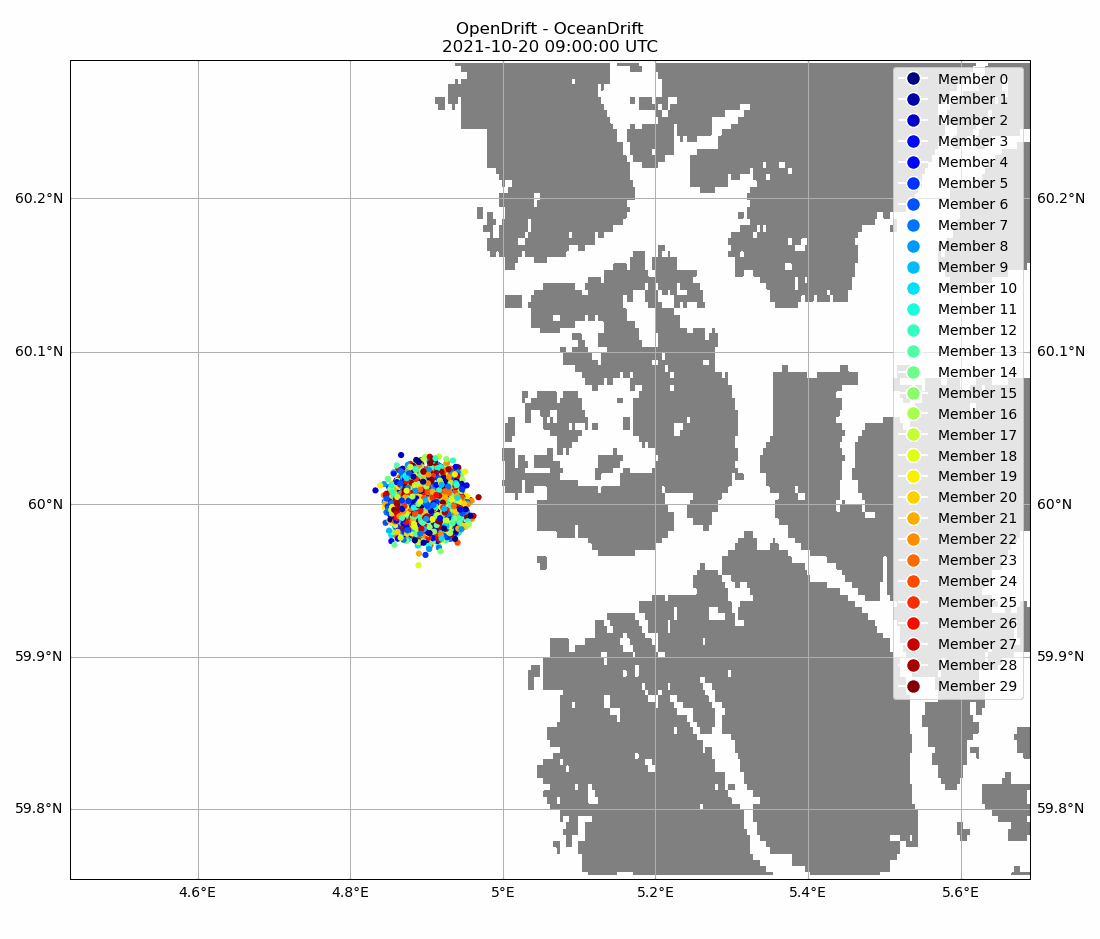 OpenDrift - OceanDrift
2021-10-20 09:00:00 UTC
Member 0
Member 1
Member 2
Member 3
Member 4
Member 5
Member 6
Member 7
Member 8
Member 9
Member 10
Member 11
Member 12
Member 13
Member 14
Member 15
Member 16
Member 17
Member 18
Member 19
Member 20
Member 21
Member 22
Member 23
Member 24
Member 25
Member 26
Member 27
Member 28
Member 29
60.2°N 60.2°N
60.1°N 60.1°N
60°N 60°N
59.9°N 59.9°N
59.8°N 59.8°N
4.6°E 4.8°E 5°E 5.2°E 5.4°E 5.6°E